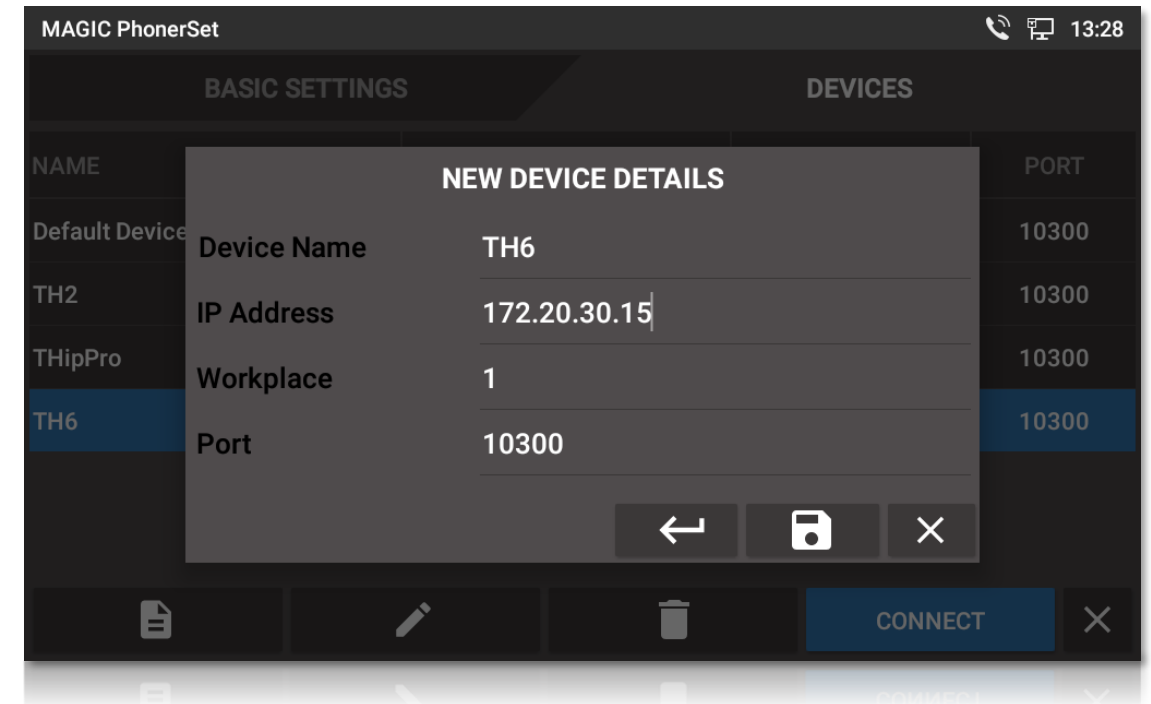 MAGIC PhonerSet 13:28
BASIC SETTINGS DEVICES
NAME PORT
NEW DEVICE DETAILS
Default Device 10300
Device Name TH6
TH2 10300
IP Address 172.20.30.15
THipPro 10300
Workplace 1
TH6 10300
Port 10300
CONNECT